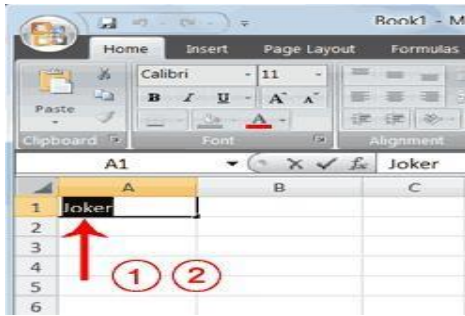 Book1 - M
Home Insert Page Layout Formulas
Calibri 11
Paste B I U A A
A
Clipboard Font Alignment
A1 fx Joker
A B C
1 Joker
2
3
4
5
6
1 2